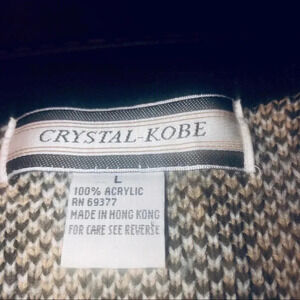 CRYSTAL-KOBE
L
100% ACRYLIC
RN 69377
MADE IN HONG KONG
FOR CARE SEE REVERSE